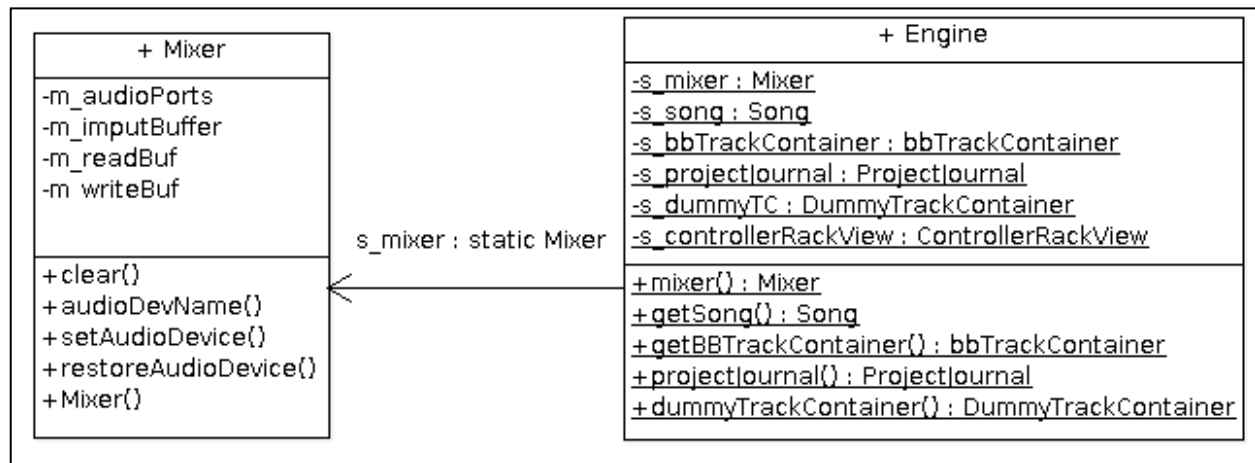 + Mixer
-m_audioPorts
-m_imputBuffer
-m_readBuf
-m_writeBuf
+clear()
+audioDevName()
+setAudioDevice()
+restoreAudioDevice()
+Mixer()
s_mixer : static Mixer
+ Engine
-s_mixer : Mixer
-s_song : Song
-s_bbTrackContainer : bbTrackContainer
-s_projectJournal : ProjectJournal
-s_dummyTC : DummyTrackContainer
-s_controllerRackView : ControllerRackView
+mixer() : Mixer
+getSong() : Song
+getBBTrackContainer() : bbTrackContainer
+projectJournal() : ProjectJournal
+dummyTrackContainer() : DummyTrackContainer